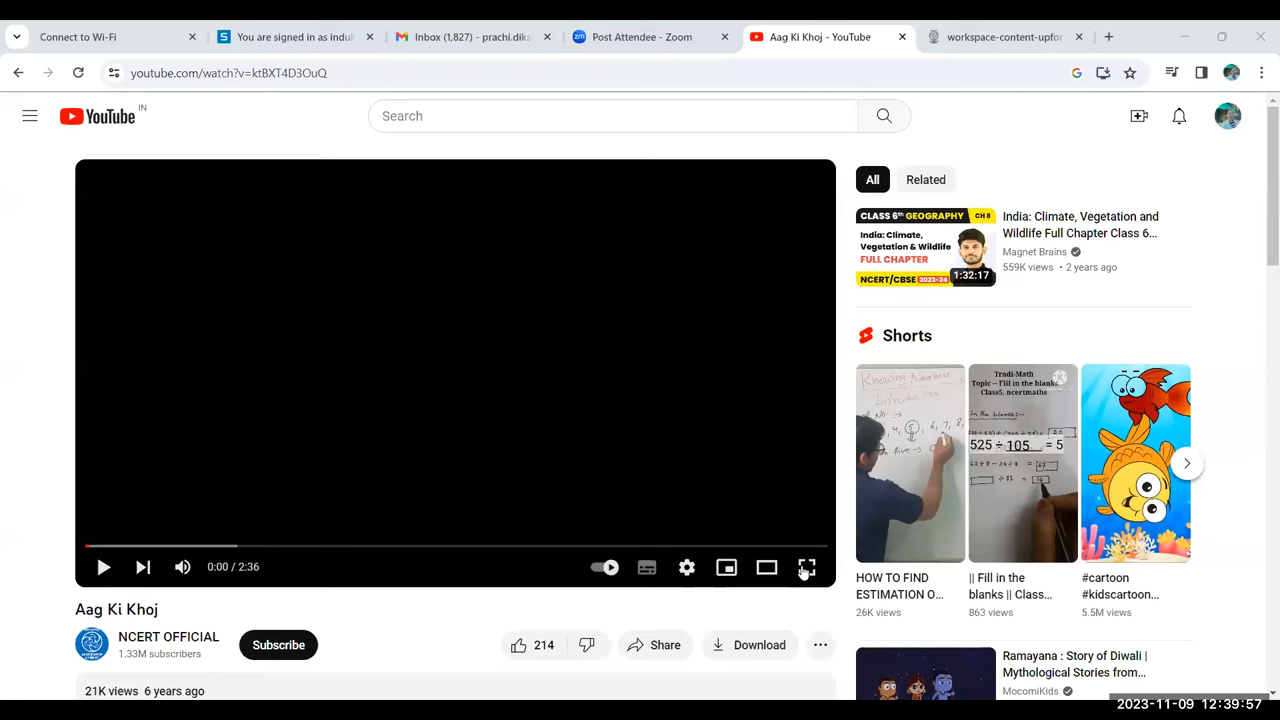 Connect to Wi-Fi
S You are signed in as induk
Inbox (1,827) - prachi.diks
zm Post Attendee - Zoom
Aag Ki Khoj - YouTube
workspace-content-upfor
youtube.com/watch?v=ktBXT4D3OuQ
YouTube IN
Search
All
Related
CLASS 6th GEOGRAPHY CH 8
India: Climate,
Vegetation & Wildlife
FULL CHAPTER
NCERT/CBSE 2023-24
1:32:17
India: Climate, Vegetation and
Wildlife Full Chapter Class 6...
Magnet Brains
559K views • 2 years ago
Shorts
Knowing Numbers
Tradi-Math
Topic – Fill in the blanks
Class5, ncertmaths
in the blanks:-
525 ÷ 105 = 5
0:00 / 2:36
HOW TO FIND
ESTIMATION O...
26K views
|| Fill in the
blanks || Class...
863 views
#cartoon
#kidscartoon...
5.5M views
Aag Ki Khoj
NCERT OFFICIAL
1.33M subscribers
Subscribe
214
Share
Download
21K views 6 years ago
Ramayana : Story of Diwali |
Mythological Stories from...
MocomiKids
2023-11-09 12:39:57